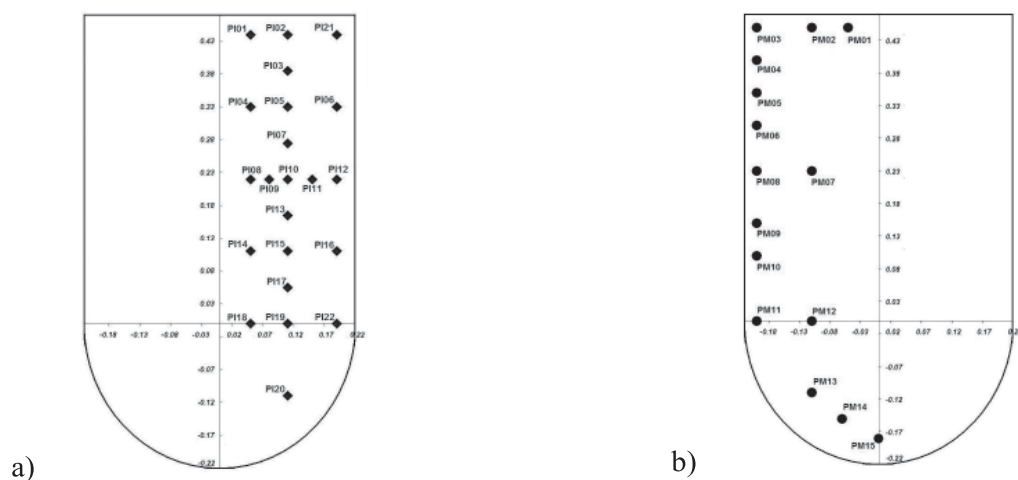 PI01 PI02 PI21
0.43
PI03
0.38
PI04 PI05 PI06
0.33
PI07
0.28
PI08 PI10 PI12
0.23
PI09 PI11
PI13
0.18
PI14 PI15 PI16
0.13
0.08
PI17
0.03
PI18 PI19 PI22
-0.18 -0.13 -0.08 -0.03 0.02 0.07 0.12 0.17 0.22
-0.07
PI20
-0.12
-0.17
-0.22
a)
PM03 PM02 PM01
0.43
PM04
0.38
PM05
0.33
PM06
0.28
PM08 PM07
0.23
0.18
PM09
0.13
PM10
0.08
0.03
PM11 PM12
-0.18 -0.13 -0.08 -0.03 0.02 0.07 0.12 0.17 0.2
-0.07
PM13
-0.12
PM14
-0.17
PM15
-0.22
b)